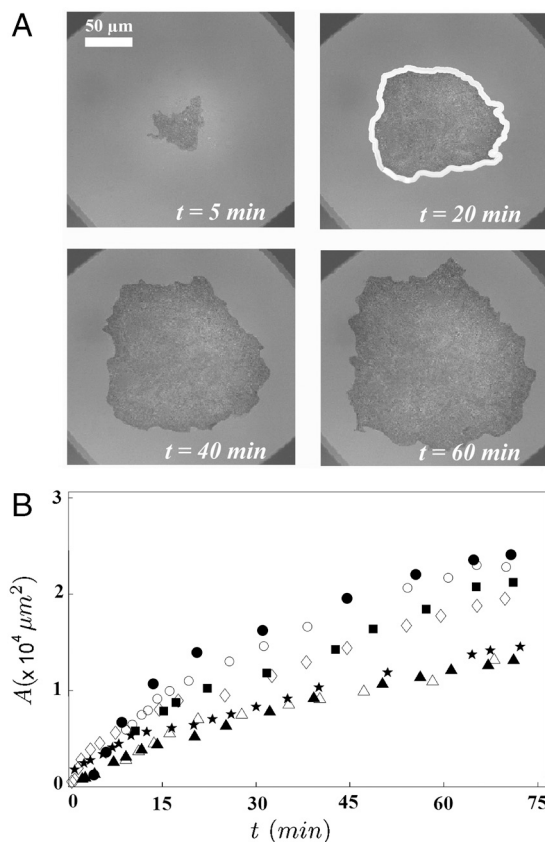 A
50 µm
t = 5 min
t = 20 min
t = 40 min
t = 60 min
B
3
2
1
0
A(x 10⁴ µm²)
0 15 30 45 60 75
t (min)